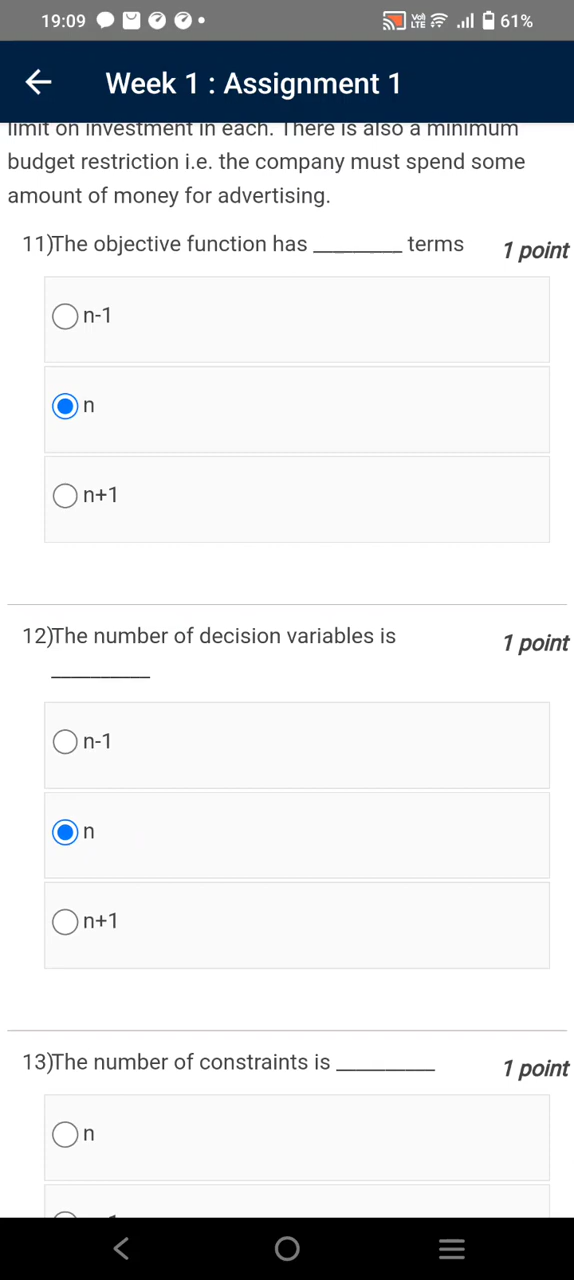 19:09
Vo) LTE
61%
Week 1 : Assignment 1
limit on investment in each. There is also a minimum
budget restriction i.e. the company must spend some
amount of money for advertising.
11)The objective function has ________ terms
1 point
n-1
n
n+1
12)The number of decision variables is
1 point
________
n-1
n
n+1
13)The number of constraints is ________
1 point
n